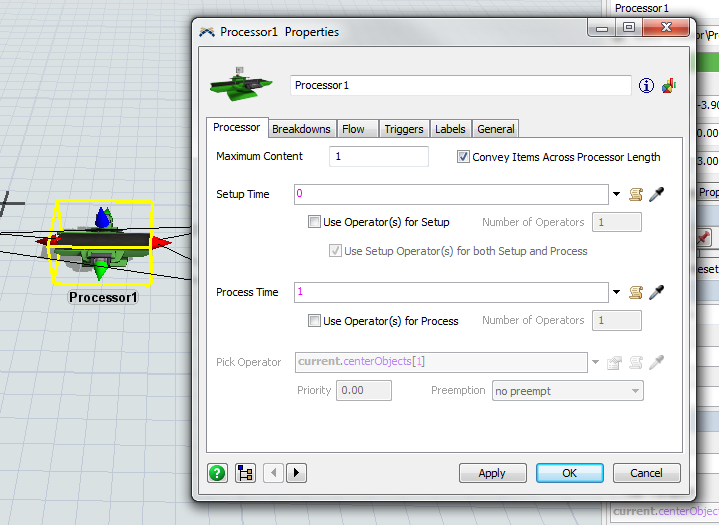 Processor1 Properties
Processor1
Processor1
or\Pr
-3.90
0.00
3.00
Prop
eset
Processor
Breakdowns
Flow
Triggers
Labels
General
Maximum Content
1
Convey Items Across Processor Length
Setup Time
0
Use Operator(s) for Setup
Number of Operators
1
Use Setup Operator(s) for both Setup and Process
Processor1
Process Time
1
Use Operator(s) for Process
Number of Operators
1
Pick Operator
current.centerObjects[1]
Priority
0.00
Preemption
no preempt
?
Apply
OK
Cancel
current.centerObjec